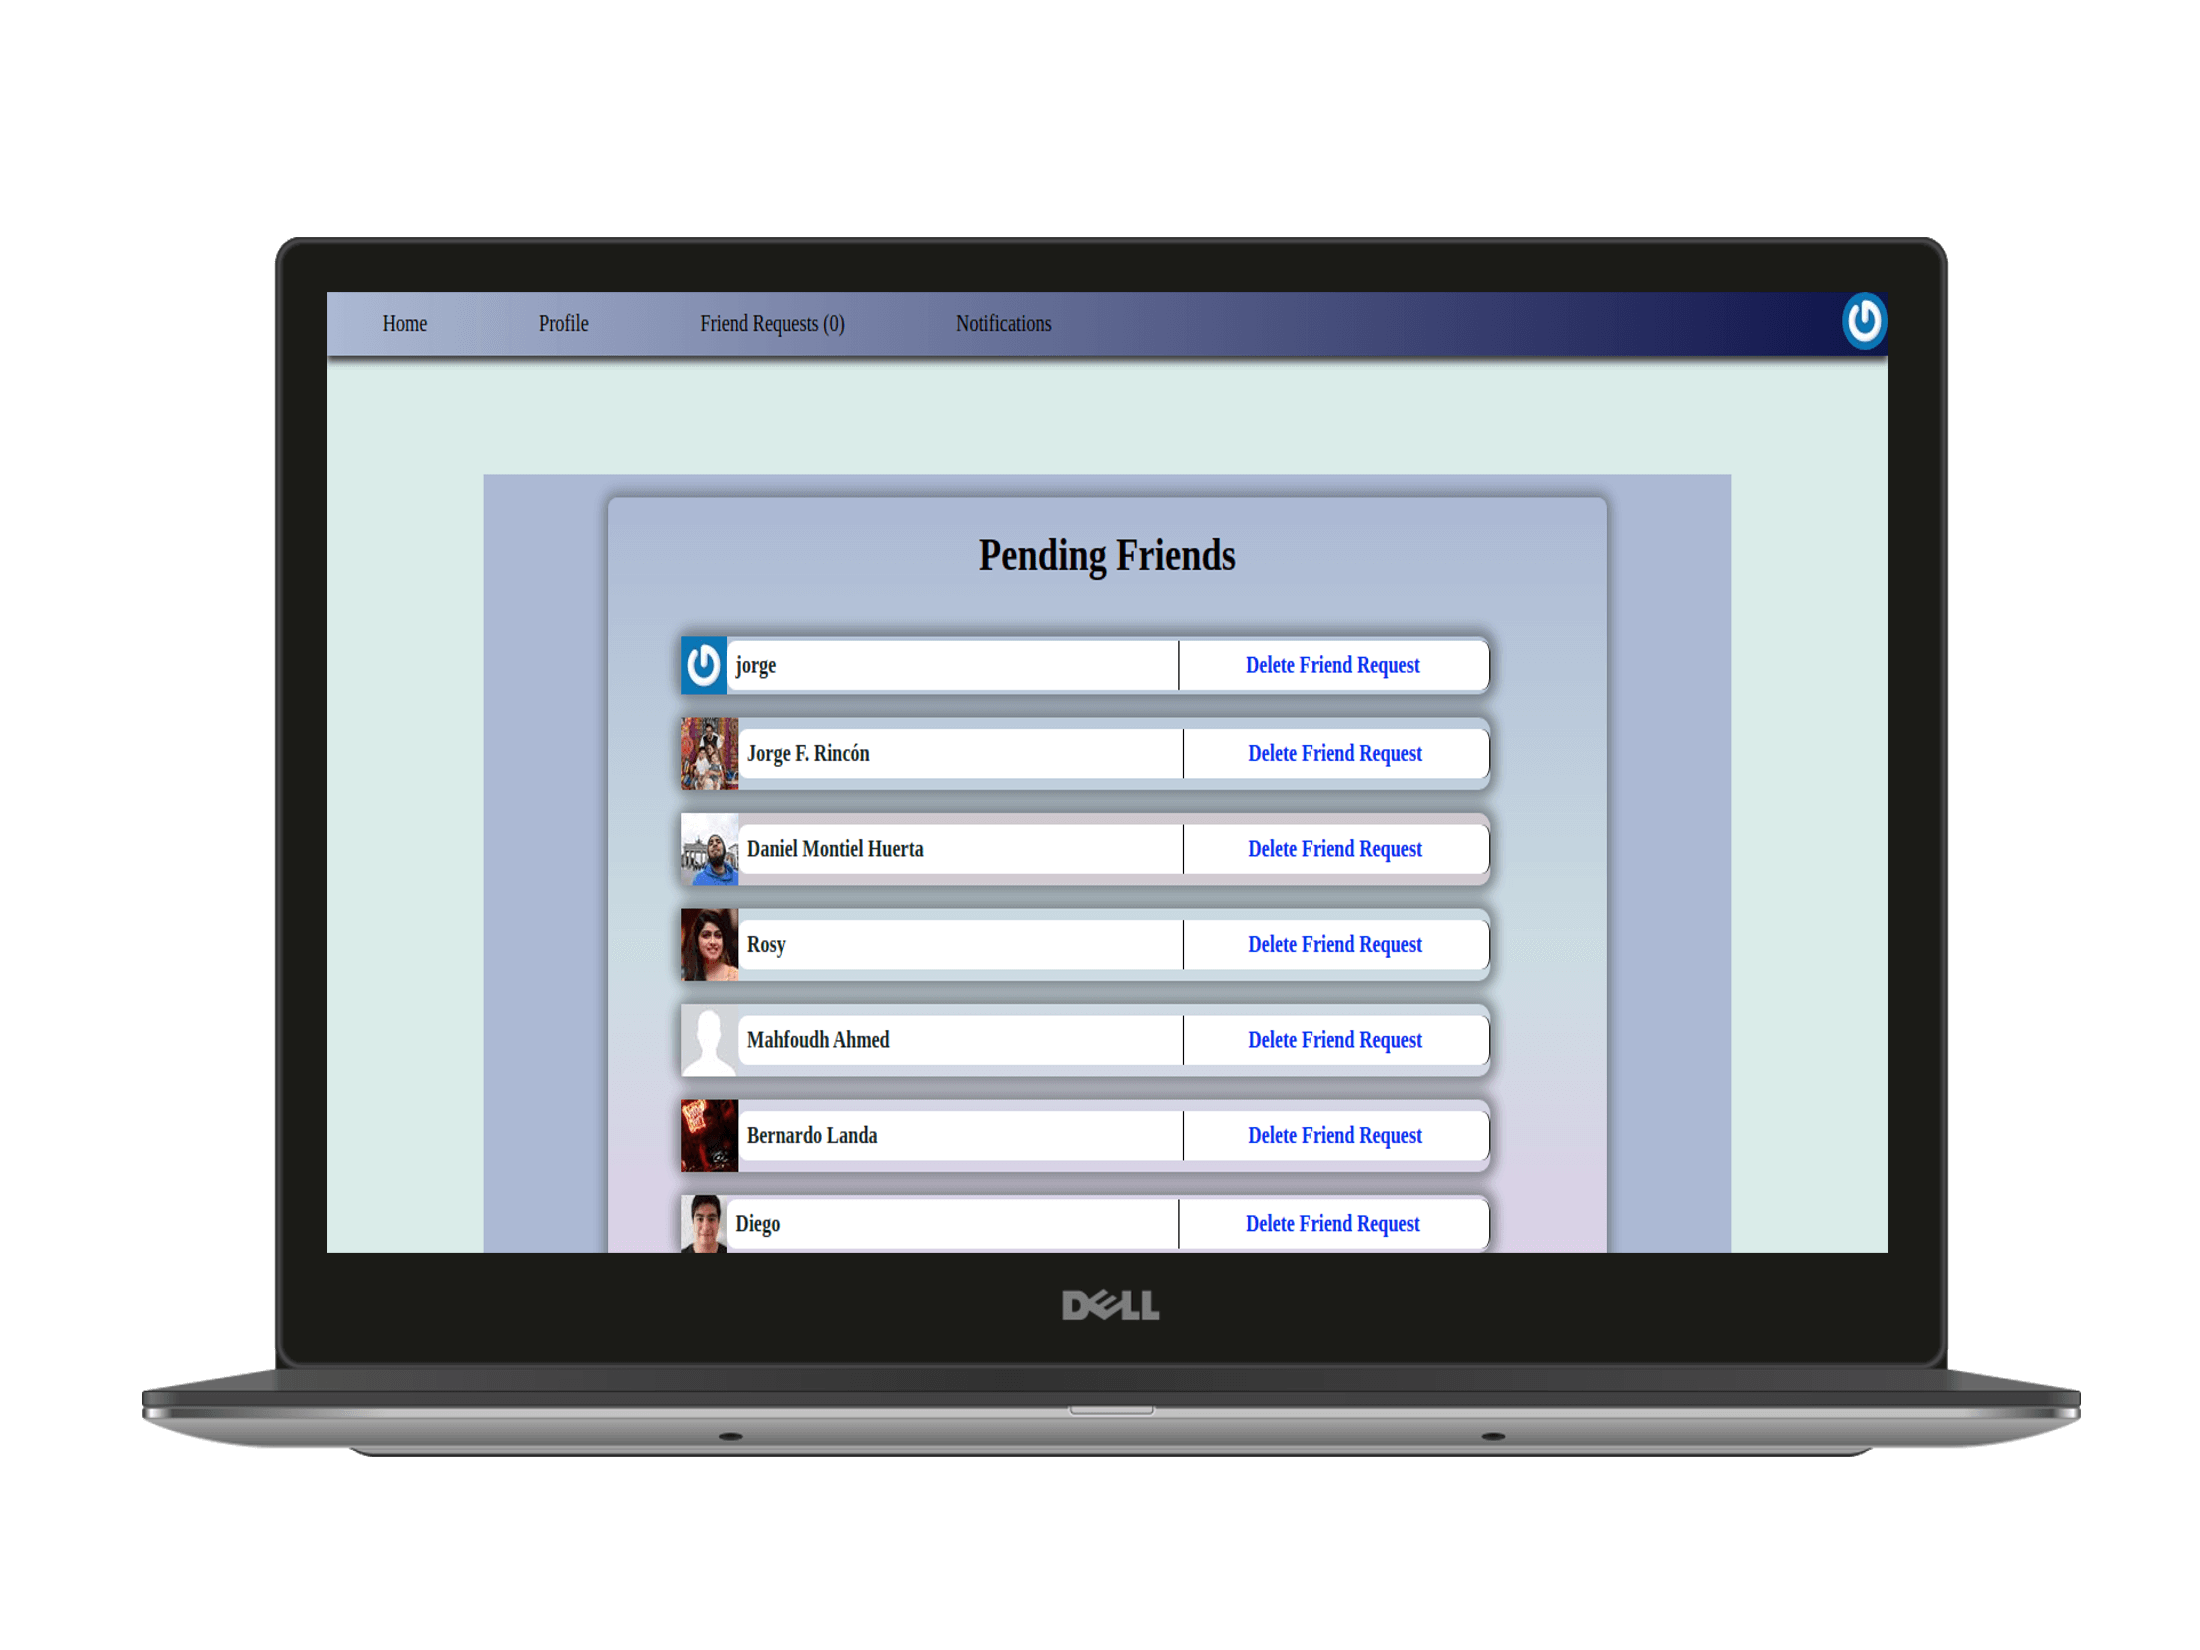 Home Profile Friend Requests (0) Notifications
Pending Friends
jorge Delete Friend Request
Jorge F. Rincón Delete Friend Request
Daniel Montiel Huerta Delete Friend Request
Rosy Delete Friend Request
Mahfoudh Ahmed Delete Friend Request
Bernardo Landa Delete Friend Request
Diego Delete Friend Request
DELL